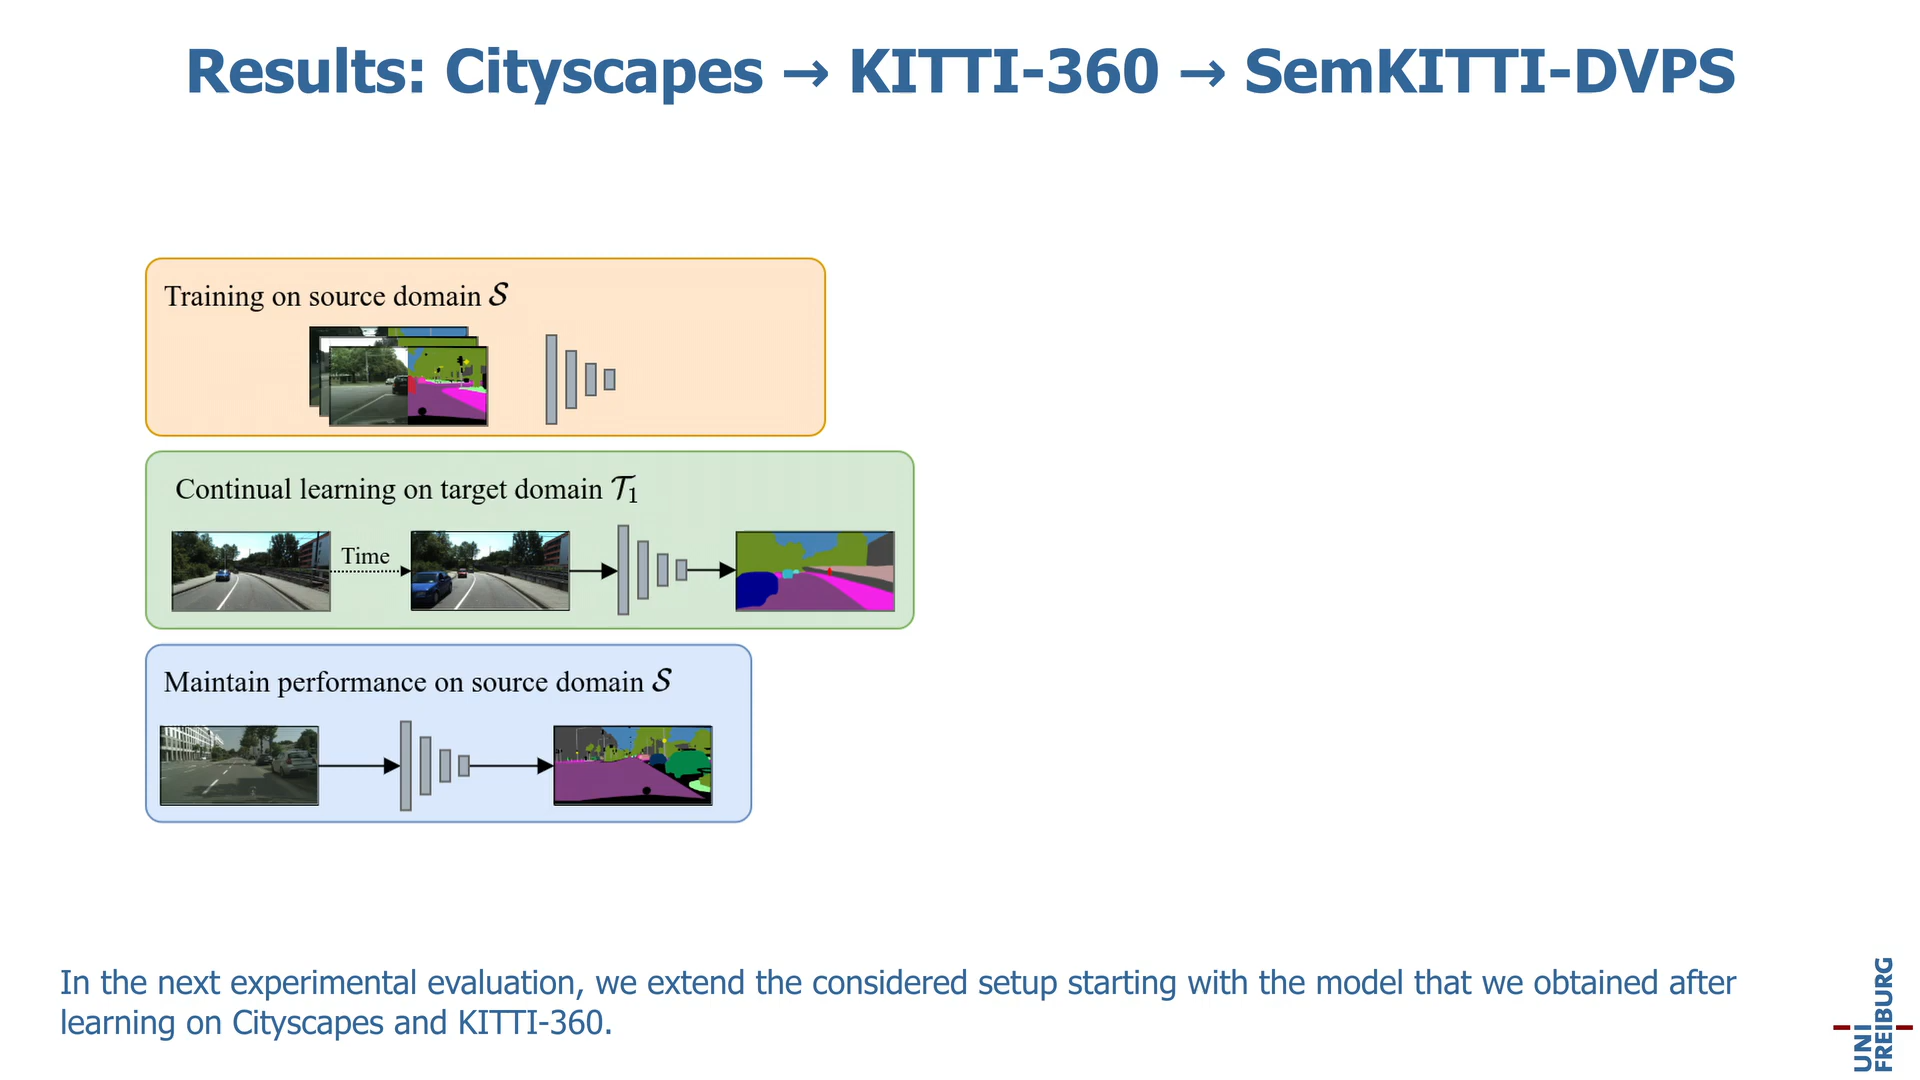 Results: Cityscapes → KITTI-360 → SemKITTI-DVPS
Training on source domain 𝒮
Continual learning on target domain 𝒯₁
Time
Maintain performance on source domain 𝒮
In the next experimental evaluation, we extend the considered setup starting with the model that we obtained after
learning on Cityscapes and KITTI-360.
UNI
FREIBURG